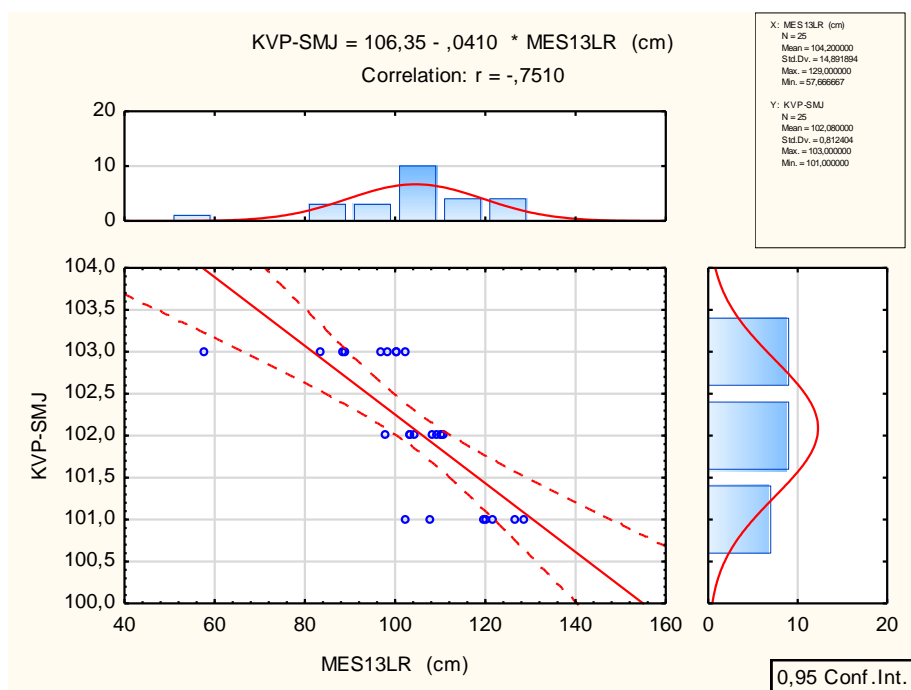 KVP-SMJ = 106,35 - ,0410 * MES13LR (cm)
Correlation: r = -,7510
X: MES13LR (cm)
N = 25
Mean = 104,200000
Std.Dv. = 14,891894
Max. = 129,000000
Min. = 57,666667
Y: KVP-SMJ
N = 25
Mean = 102,080000
Std.Dv. = 0,812404
Max. = 103,000000
Min. = 101,000000
20
10
0
104,0
103,5
103,0
102,5
102,0
101,5
101,0
100,5
100,0
KVP-SMJ
40 60 80 100 120 140 160
MES13LR (cm)
0 10 20
0,95 Conf.Int.